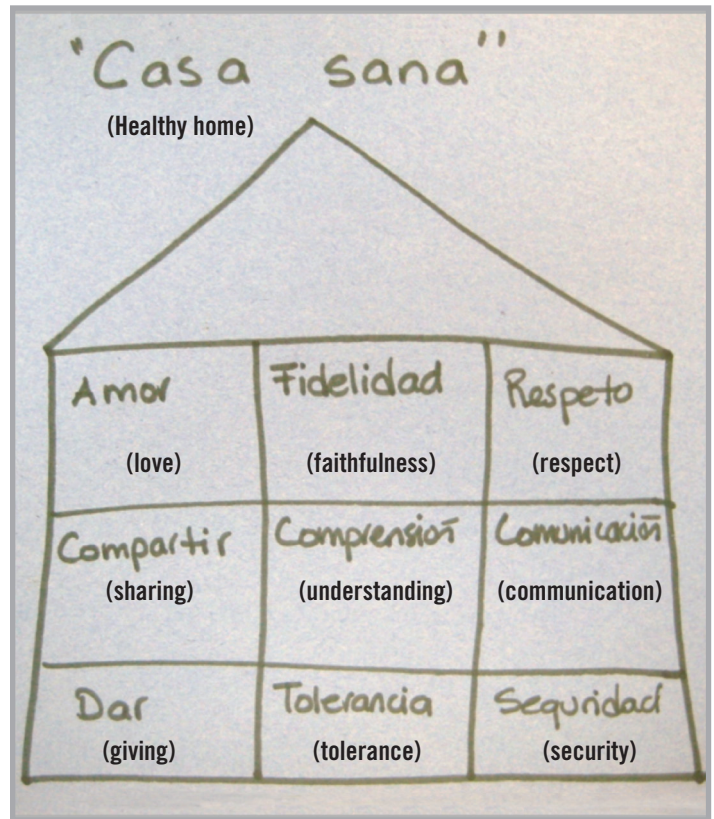 "Casa sana"
(Healthy home)
Amor Fidelidad Respeto
(love) (faithfulness) (respect)
Compartir Comprensión Comunicación
(sharing) (understanding) (communication)
Dar Tolerancia Seguridad
(giving) (tolerance) (security)